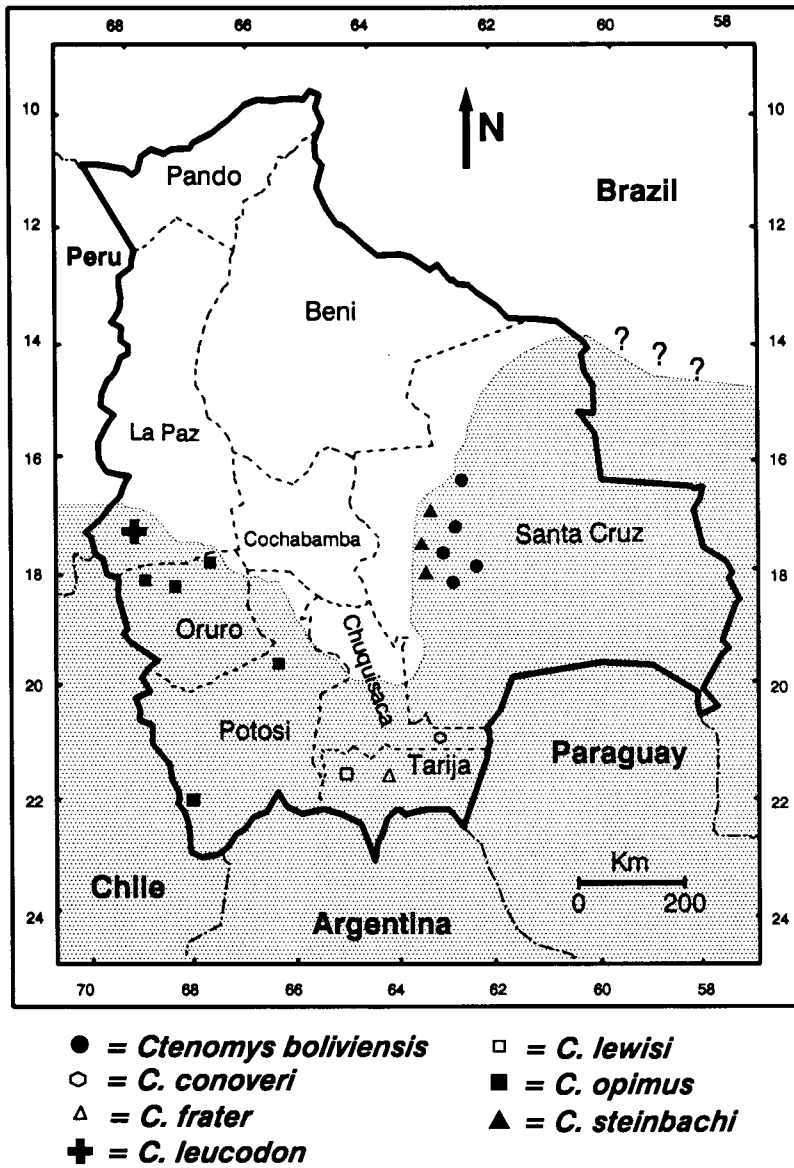 68 66 64 62 60 58
10 10
N
Pando
Brazil
12 12
Peru
Beni
14 14
? ? ?
La Paz
16 16
Cochabamba
Santa Cruz
18 18
Oruro
Chuquisaca
20 20
Potosi
Paraguay
Tarija
22 22
Km
Chile
0 200
24 24
Argentina
70 68 66 64 62 60 58
= Ctenomys boliviensis
= C. conoveri
= C. frater
= C. leucodon
= C. lewisi
= C. opimus
= C. steinbachi